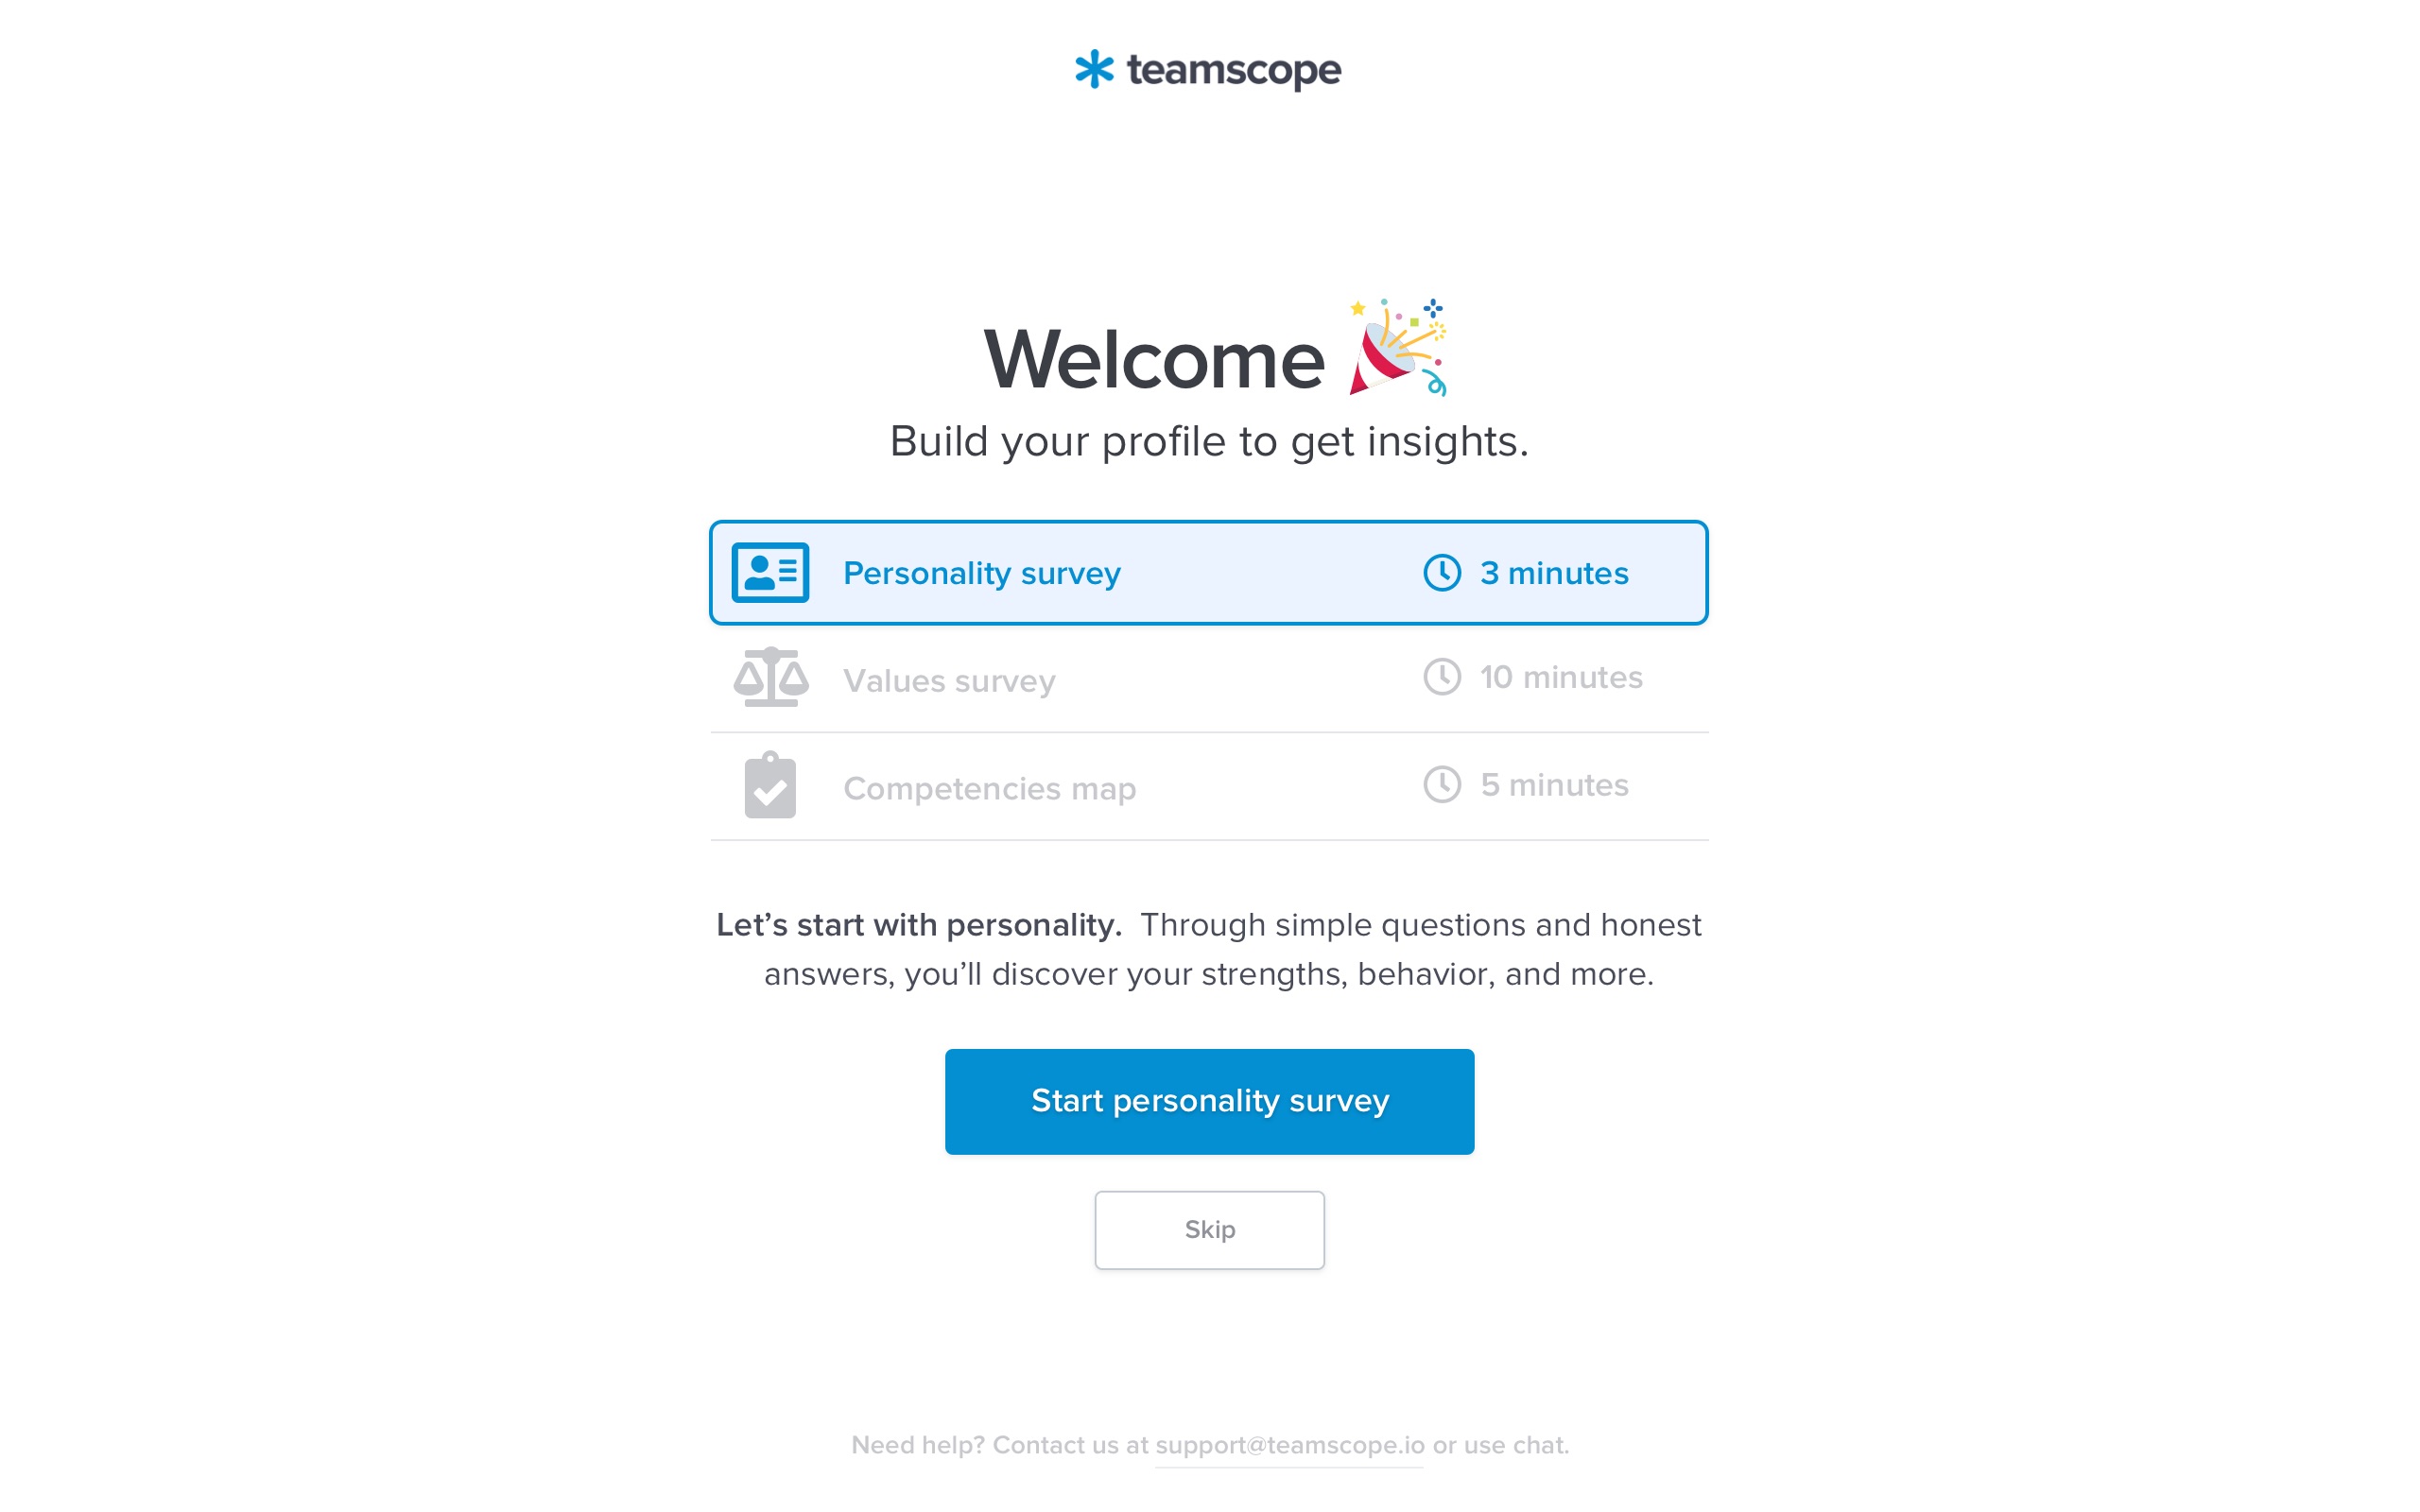 teamscope
Welcome
Build your profile to get insights.
Personality survey 3 minutes
Values survey 10 minutes
Competencies map 5 minutes
Let’s start with personality. Through simple questions and honest
answers, you’ll discover your strengths, behavior, and more.
Start personality survey
Skip
Need help? Contact us at support@teamscope.io or use chat.